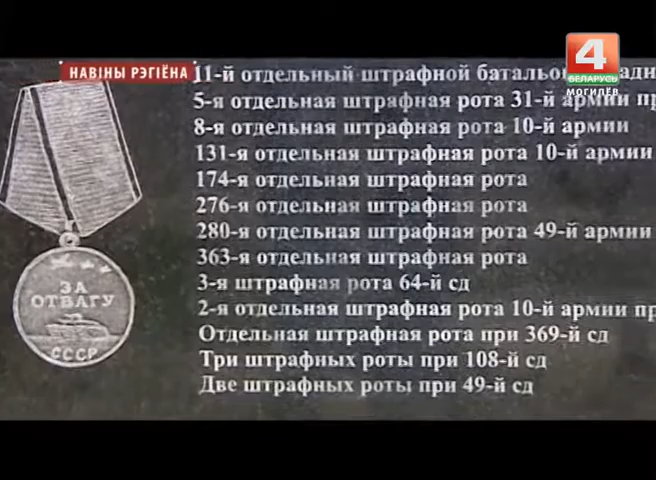 НАВІНЫ РЭГІЁНА
4
БЕЛАРУСЬ
МОГИЛЁВ
11-й отдельный штрафной
5-я отдельная штрафная рота 31-й армии
8-я отдельная штрафная рота 10-й армии
131-я отдельная штрафная рота 10-й армии
174-я отдельная штрафная рота
276-я отдельная штрафная рота
280-я отдельная штрафная рота 49-й армии
363-я отдельная штрафная рота
3-я штрафная рота 64-й сд
2-я отдельная штрафная рота 10-й армии
Отдельная штрафная рота при 369-й сд
Три штрафных роты при 108-й сд
Две штрафных роты при 49-й сд
ЗА
ОТВАГУ
СССР